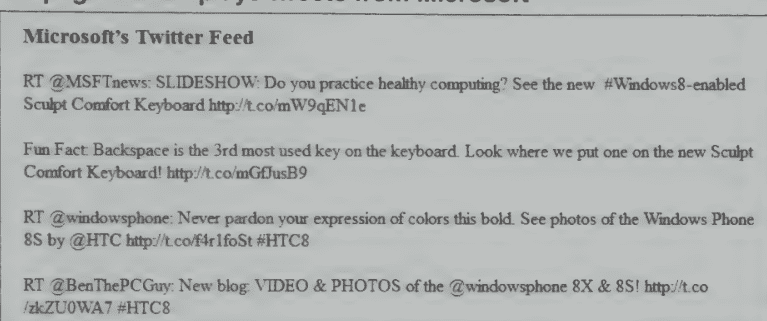 Microsoft's Twitter Feed
RT @MSFTnews: SLIDESHOW: Do you practice healthy computing? See the new #Windows8-enabled
Sculpt Comfort Keyboard http://t.co/mW9qEN1e
Fun Fact: Backspace is the 3rd most used key on the keyboard. Look where we put one on the new Sculpt
Comfort Keyboard! http://t.co/mGfJusB9
RT @windowsphone: Never pardon your expression of colors this bold. See photos of the Windows Phone
8S by @HTC http://t.co/f4r1foSt #HTC8
RT @BenThePCGuy: New blog: VIDEO & PHOTOS of the @windowsphone 8X & 8S! http://t.co
/zkZU0WA7 #HTC8